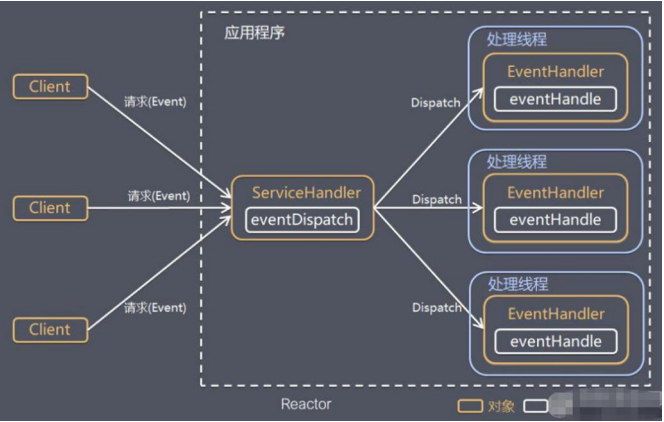 应用程序
Client
请求(Event)
Client
请求(Event)
Client
请求(Event)
ServiceHandler
eventDispatch
Dispatch
处理线程
EventHandler
eventHandle
Dispatch
处理线程
EventHandler
eventHandle
Dispatch
处理线程
EventHandler
eventHandle
Reactor
对象